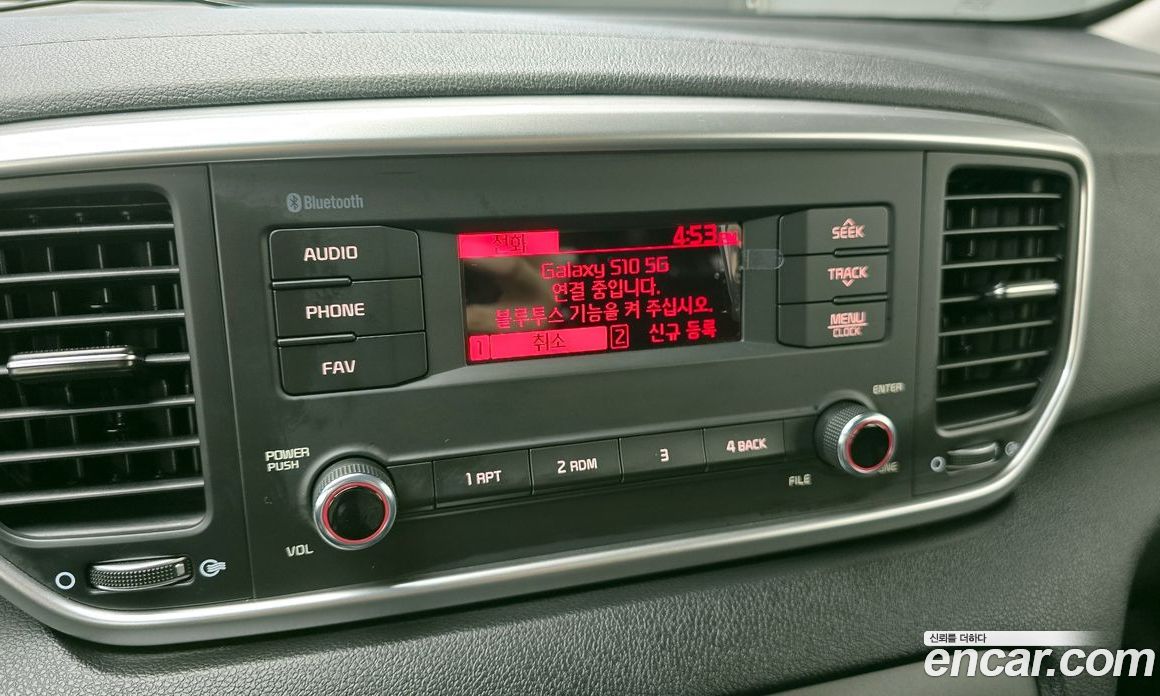 Bluetooth
AUDIO
PHONE
FAV
전화 4:53 PM
Galaxy S10 5G
연결 중입니다.
블루투스 기능을 켜 주십시오.
1 취소 2 신규 등록
SEEK
TRACK
MENU
CLOCK
POWER
PUSH
VOL
1 RPT
2 RDM
3
4 BACK
ENTER
FILE
신뢰를 더하다
encar.com